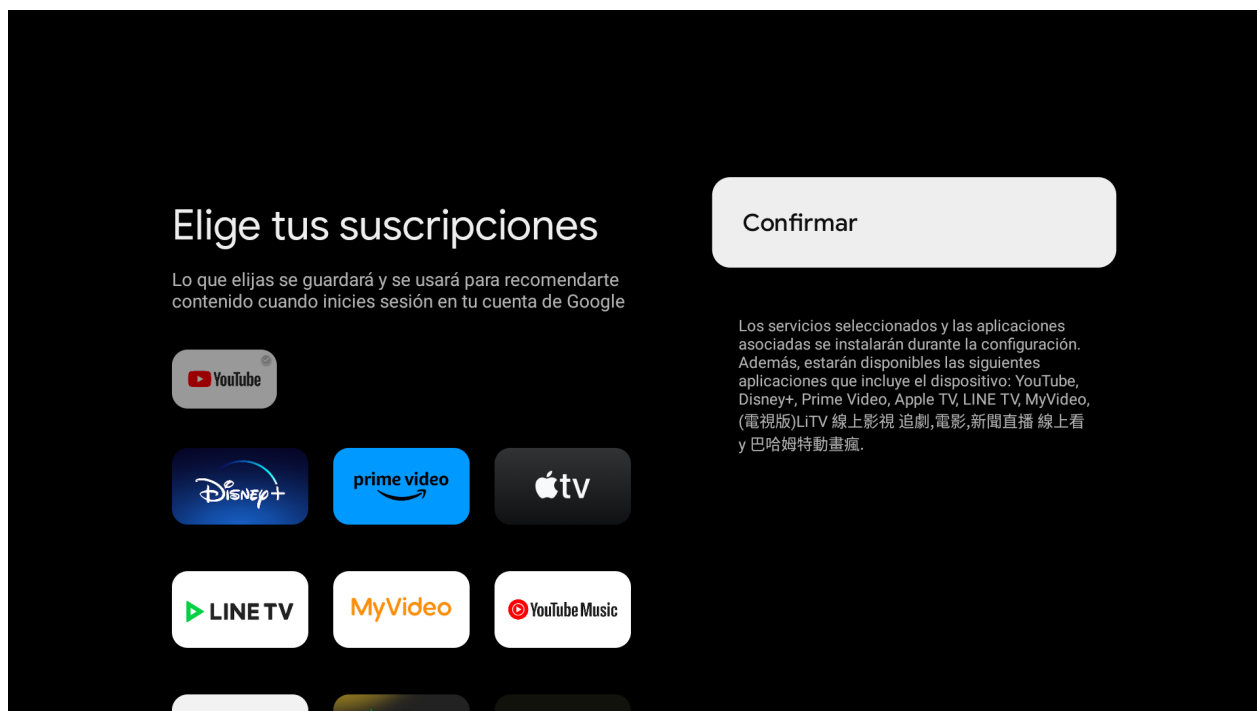 Elige tus suscripciones
Lo que elijas se guardará y se usará para recomendarte
contenido cuando inicies sesión en tu cuenta de Google
YouTube
Disney+
prime video
tv
LINE TV
MyVideo
YouTube Music
Confirmar
Los servicios seleccionados y las aplicaciones
asociadas se instalarán durante la configuración.
Además, estarán disponibles las siguientes
aplicaciones que incluye el dispositivo: YouTube,
Disney+, Prime Video, Apple TV, LINE TV, MyVideo,
(電視版)LiTV 線上影視 追劇,電影,新聞直播 線上看
y 巴哈姆特動畫瘋.